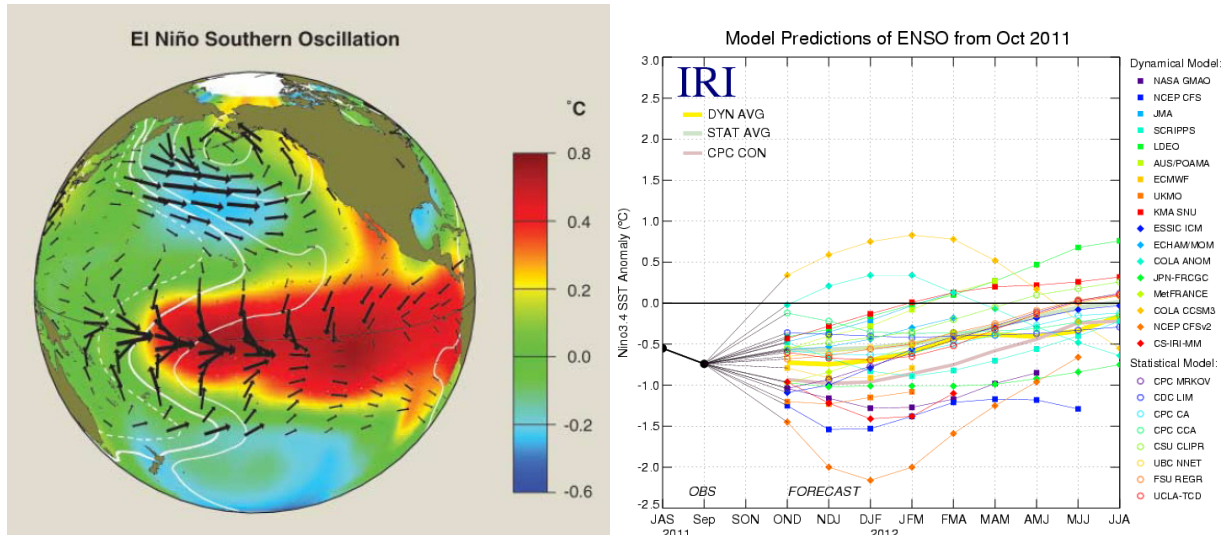 El Niño Southern Oscillation
°C
0.8
0.4
0.2
0.0
-0.2
-0.6
Model Predictions of ENSO from Oct 2011
IRI
DYN AVG
STAT AVG
CPC CON
Nino3.4 SST Anomaly (°C)
3.0
2.5
2.0
1.5
1.0
0.5
0.0
-0.5
-1.0
-1.5
-2.0
-2.5
OBS
FORECAST
JAS
Sep
SON
OND
NDJ
DJF
JFM
FMA
MAM
AMJ
MJJ
JJA
2011
2012
Dynamical Model:
NASA GMAO
NCEP CFS
JMA
SCRIPPS
LDEO
AUS/POAMA
ECMWF
UKMO
KMA SNU
ESSIC ICM
ECHAM/MOM
COLA ANOM
JPN-FRCGC
MetFRANCE
COLA CCSM3
NCEP CFSv2
CS-IRI-MM
Statistical Model:
CPC MRKOV
CDC LIM
CPC CA
CPC CCA
CSU CLIPR
UBC NNET
FSU REGR
UCLA-TCD